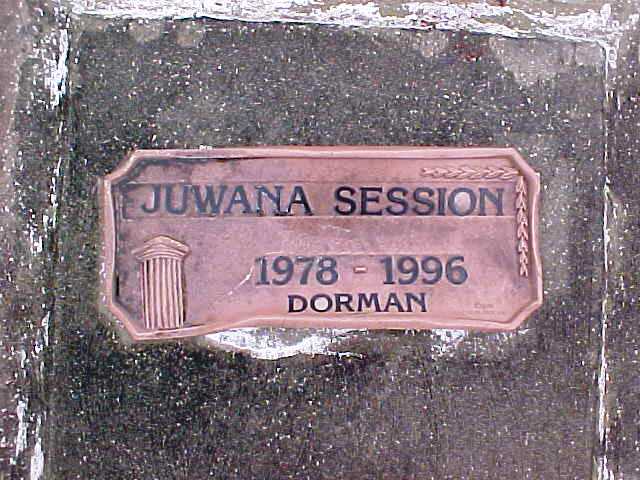 JUWANA SESSION
1978 - 1996
DORMAN